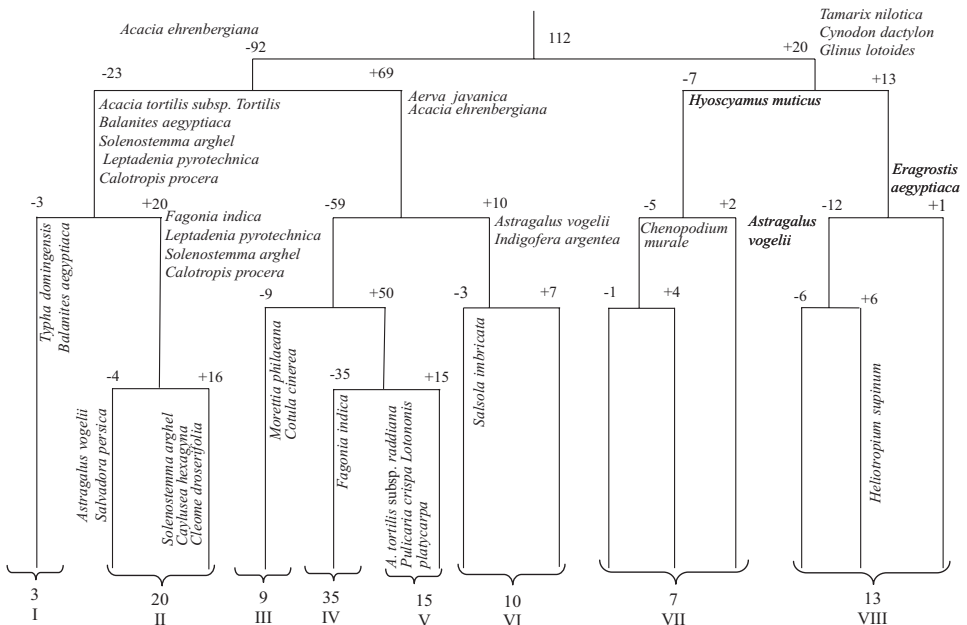 Acacia ehrenbergiana
112
Tamarix nilotica
Cynodon dactylon
Glinus lotoides
-92
+20
-23
+69
-7
+13
Acacia tortilis subsp. Tortilis
Balanites aegyptiaca
Solenostemma arghel
Leptadenia pyrotechnica
Calotropis procera
Aerva javanica
Acacia ehrenbergiana
Hyoscyamus muticus
Eragrostis
aegyptiaca
-3
+20
-59
+10
-5
+2
-12
+1
Typha domingensis
Balanites aegyptiaca
Fagonia indica
Leptadenia pyrotechnica
Solenostemma arghel
Calotropis procera
Astragalus vogelii
Indigofera argentea
Chenopodium
murale
Astragalus
vogelii
-9
+50
-3
+7
-1
+4
-6
+6
Morettia philaeana
Cotula cinerea
Salsola imbricata
Heliotropium supinum
-4
+16
-35
+15
Astragalus vogelii
Salvadora persica
Solenostemma arghel
Caylusea hexagyna
Cleome droserifolia
Fagonia indica
A. tortilis subsp. raddiana
Pulicaria crispa Lotononis
platycarpa
3
20
9
35
15
10
7
13
I
II
III
IV
V
VI
VII
VIII